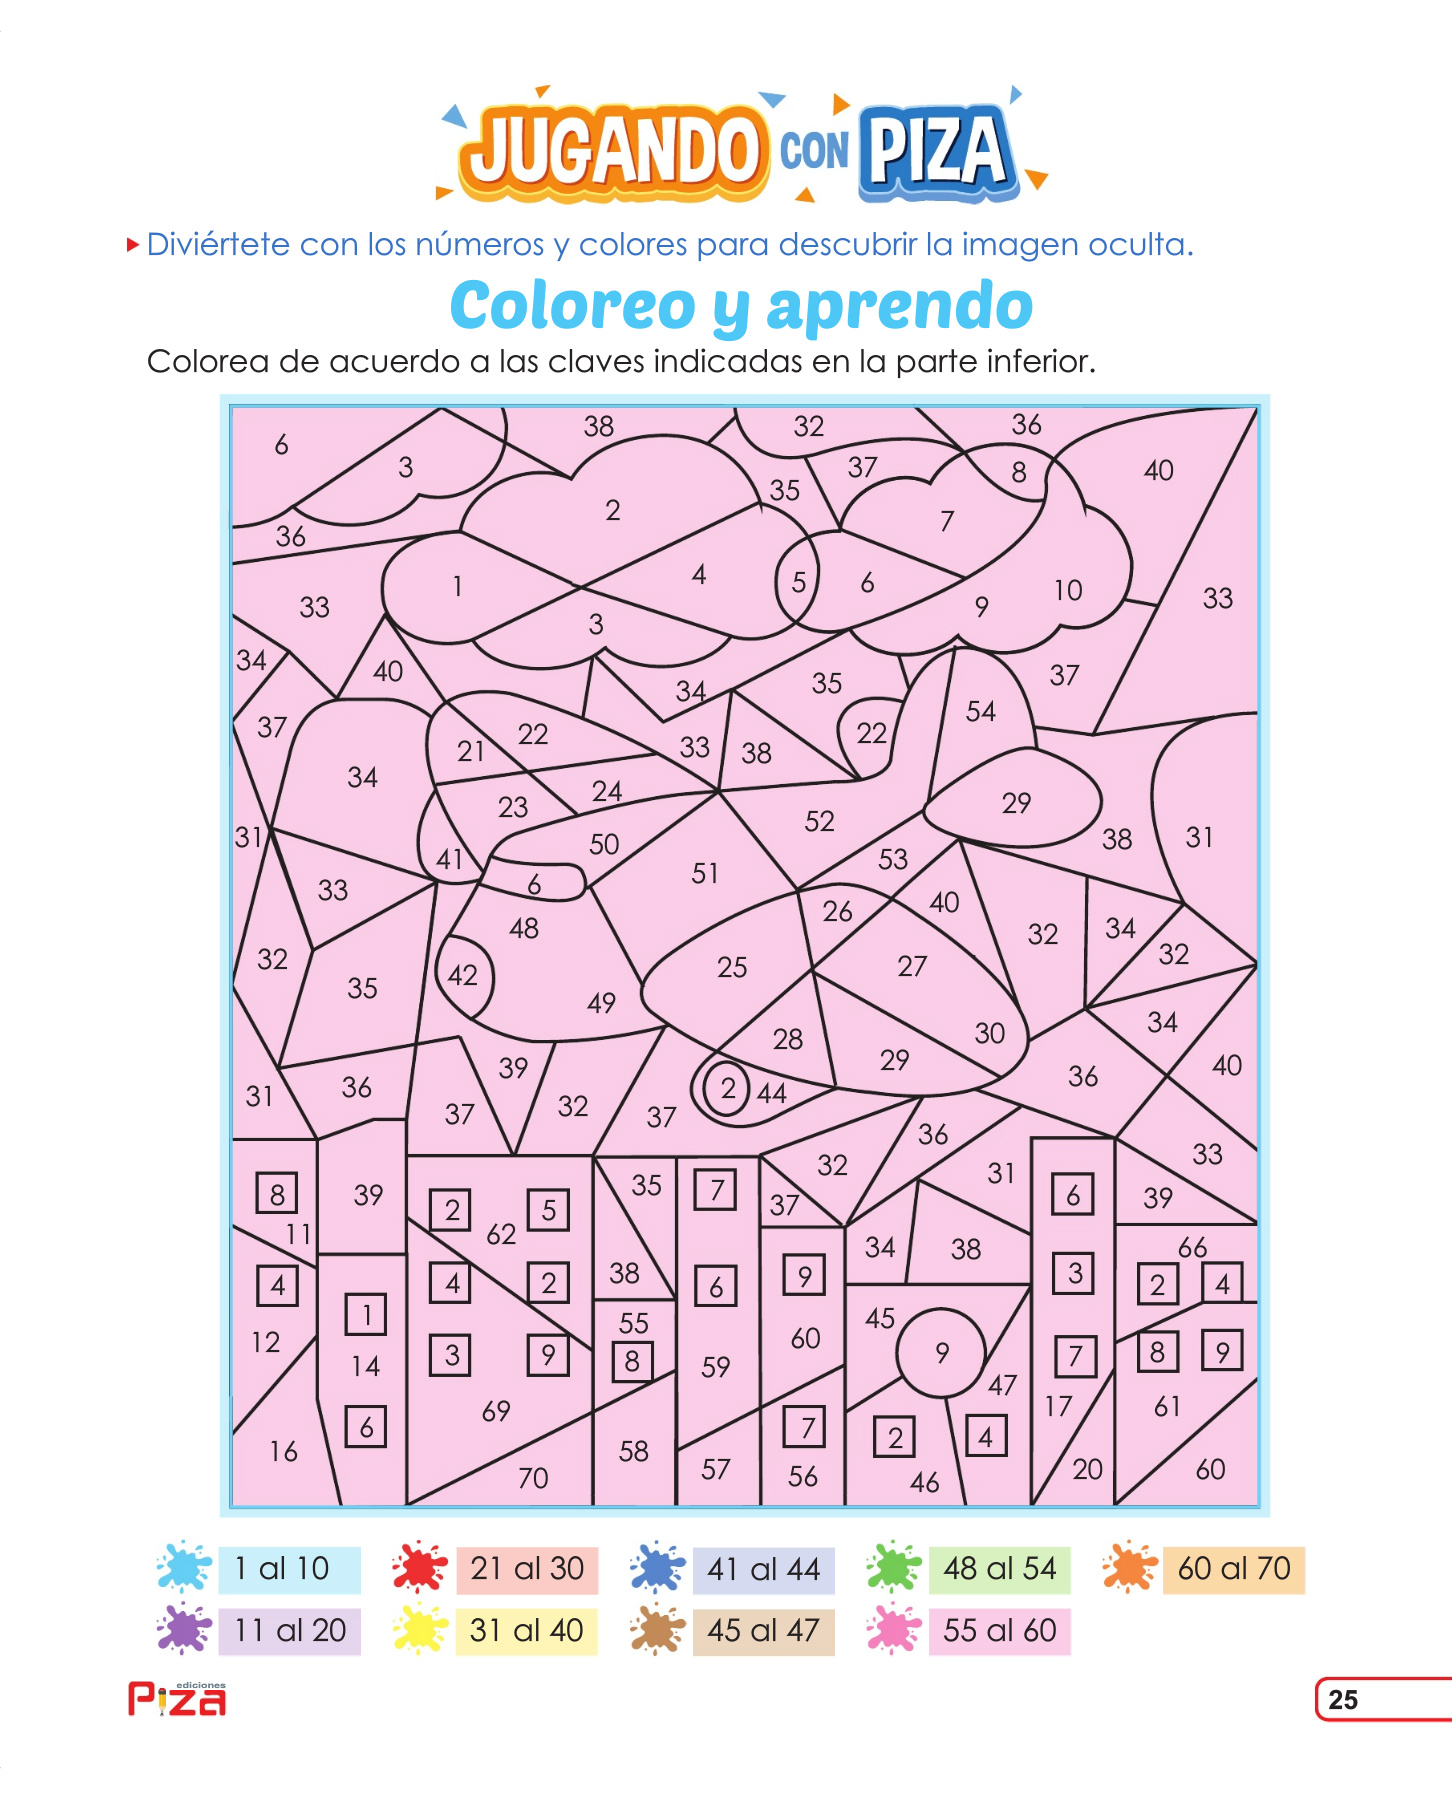 JUGANDO CON PIZA
Diviértete con los números y colores para descubrir la imagen oculta.
Coloreo y aprendo
Colorea de acuerdo a las claves indicadas en la parte inferior.
6 3 38 32 36
37 8 40
35 2 7
36
1 4 5 6 10 33
33 3 9
34 40 34 35 37
37 21 22 33 38 22 54
34 23 24 52 29
31 41 50 53 38 31
33 6 51
48 26 40 32 34 32
32 42 25 27
35 49 34
28 30
39 29 40
31 36 37 32 37 2 44 36
36 33
8 39 2 5 35 7 32 31 6 39
11 62 37
4 4 2 38 6 9 34 38 3 66
2 4
1 55 45
12 14 3 9 8 59 60 9 7 8 9
47
6 69 7 17 61
16 58 2 4
70 57 56 46 20 60
1 al 10 21 al 30 41 al 44 48 al 54 60 al 70
11 al 20 31 al 40 45 al 47 55 al 60
ediciones
Piza
25